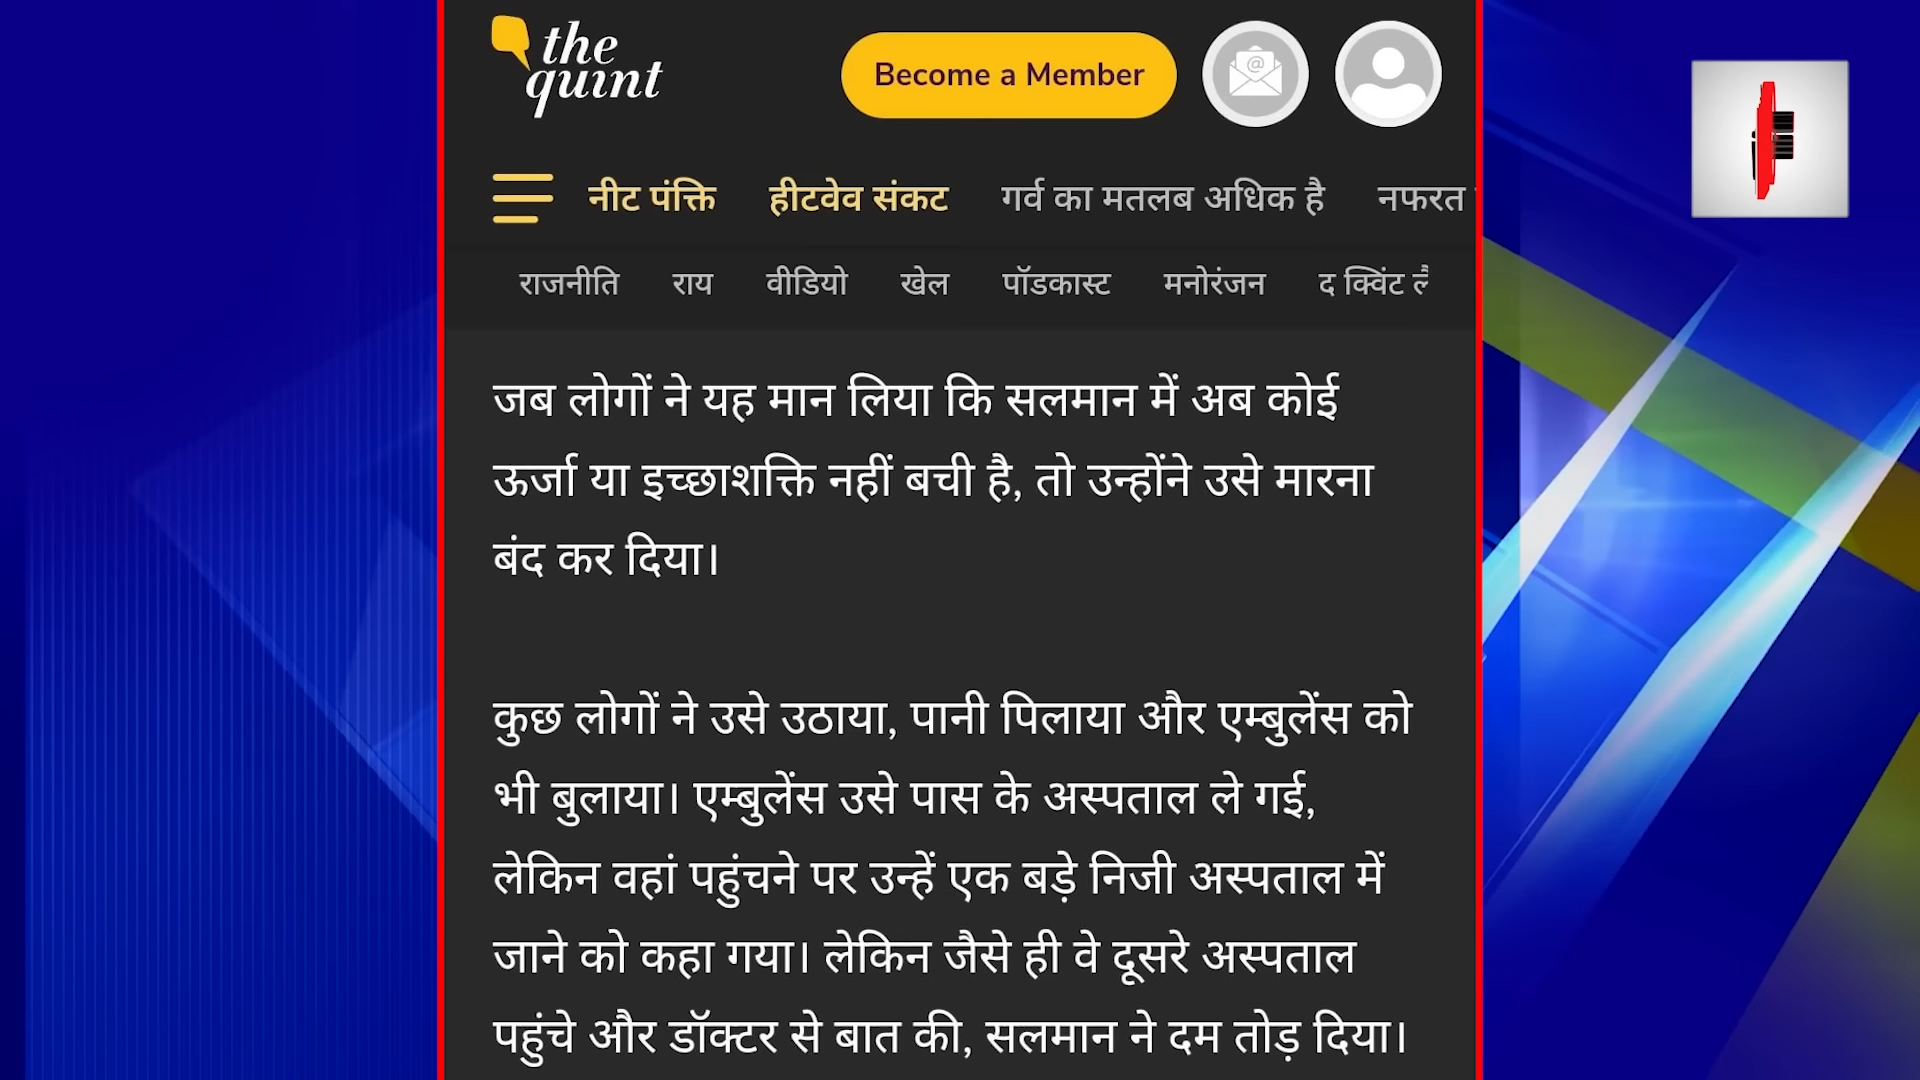 the
quint
Become a Member
नीट पंक्ति हीटवेव संकट गर्व का मतलब अधिक है नफरत
राजनीति राय वीडियो खेल पॉडकास्ट मनोरंजन द क्विंट
जब लोगों ने यह मान लिया कि सलमान में अब कोई
ऊर्जा या इच्छाशक्ति नहीं बची है, तो उन्होंने उसे मारना
बंद कर दिया।
कुछ लोगों ने उसे उठाया, पानी पिलाया और एम्बुलेंस को
भी बुलाया। एम्बुलेंस उसे पास के अस्पताल ले गई,
लेकिन वहां पहुंचने पर उन्हें एक बड़े निजी अस्पताल में
जाने को कहा गया। लेकिन जैसे ही वे दूसरे अस्पताल
पहुंचे और डॉक्टर से बात की, सलमान ने दम तोड़ दिया।